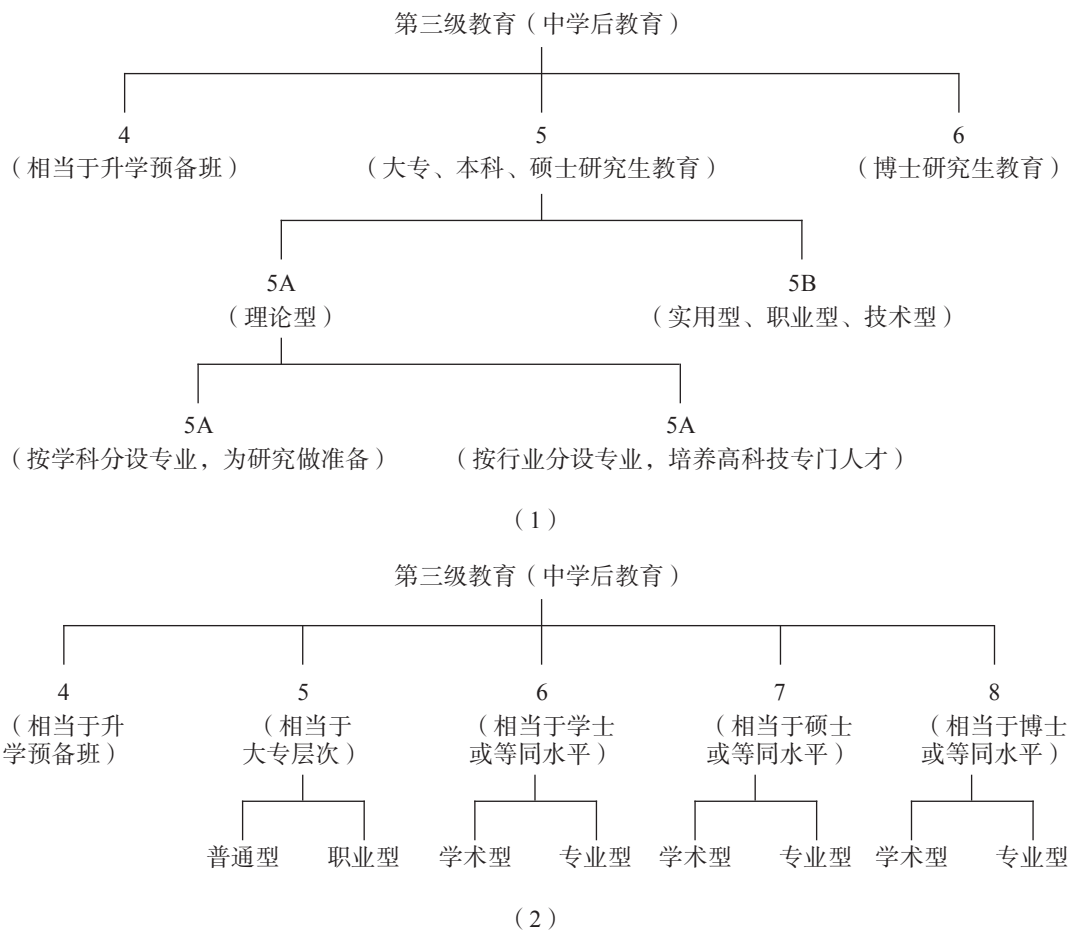 第三级教育（中学后教育）
4 5 6
（相当于升学预备班） （大专、本科、硕士研究生教育） （博士研究生教育）
5A 5B
（理论型） （实用型、职业型、技术型）
5A 5A
（按学科分设专业，为研究做准备） （按行业分设专业，培养高科技专门人才）
（1）
第三级教育（中学后教育）
4 5 6 7 8
（相当于升 （相当于 （相当于学士 （相当于硕士 （相当于博士
学预备班） 大专层次） 或等同水平） 或等同水平） 或等同水平）
普通型 职业型 学术型 专业型 学术型 专业型 学术型 专业型
（2）